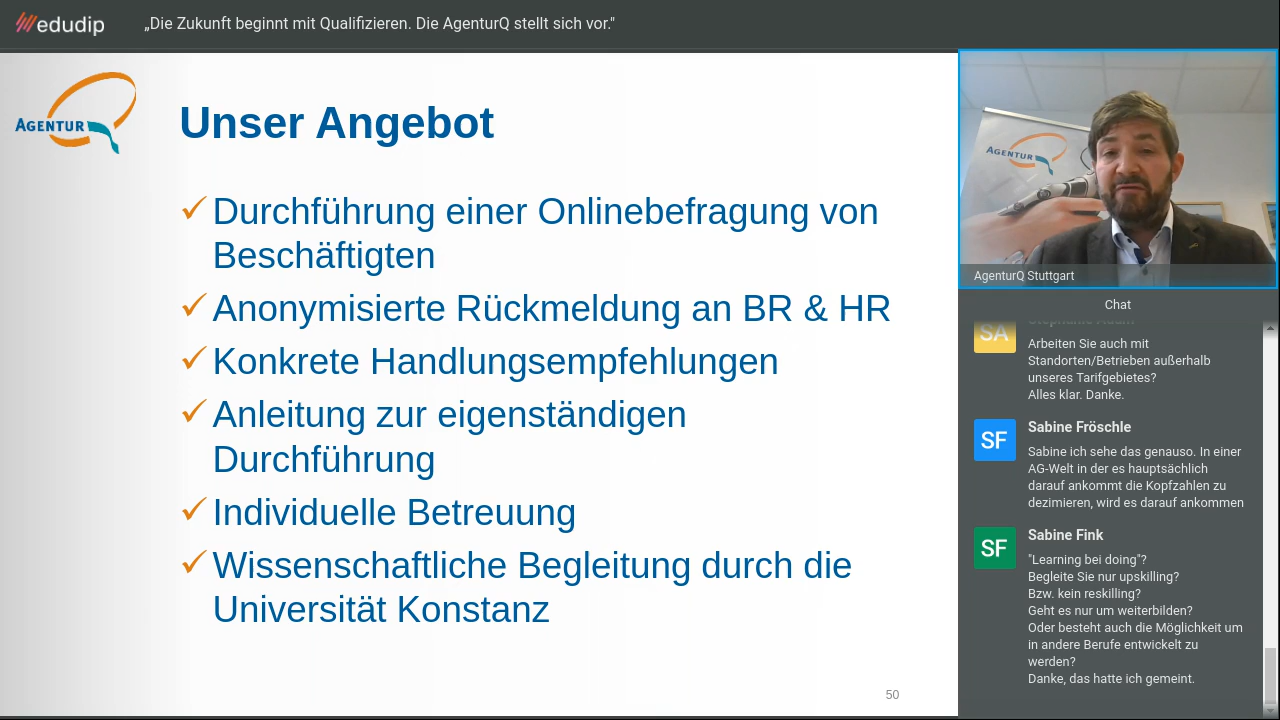 edudip
„Die Zukunft beginnt mit Qualifizieren. Die AgenturQ stellt sich vor."
AGENTUR
Unser Angebot
Durchführung einer Onlinebefragung von
Beschäftigten
Anonymisierte Rückmeldung an BR & HR
Konkrete Handlungsempfehlungen
Anleitung zur eigenständigen
Durchführung
Individuelle Betreuung
Wissenschaftliche Begleitung durch die
Universität Konstanz
50
AGENTUR
AgenturQ Stuttgart
Chat
SA
Arbeiten Sie auch mit
Standorten/Betrieben außerhalb
unseres Tarifgebietes?
Alles klar. Danke.
SF
Sabine Fröschle
Sabine ich sehe das genauso. In einer
AG-Welt in der es hauptsächlich
darauf ankommt die Kopfzahlen zu
dezimieren, wird es darauf ankommen
SF
Sabine Fink
"Learning bei doing"?
Begleite Sie nur upskilling?
Bzw. kein reskilling?
Geht es nur um weiterbilden?
Oder besteht auch die Möglichkeit um
in andere Berufe entwickelt zu
werden?
Danke, das hatte ich gemeint.